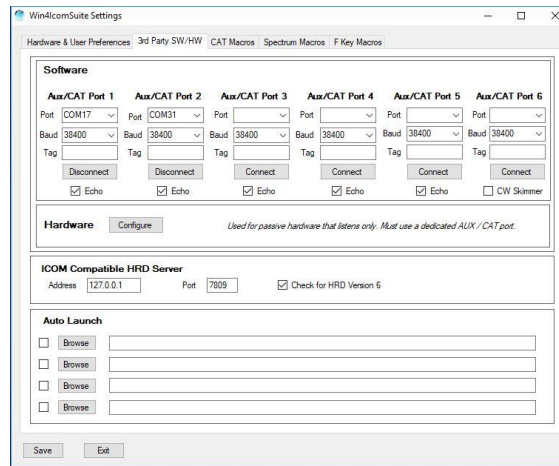 Win4IcomSuite Settings
Hardware & User Preferences 3rd Party SW/HW CAT Macros Spectrum Macros F Key Macros
Software
Aux/CAT Port 1 Aux/CAT Port 2 Aux/CAT Port 3 Aux/CAT Port 4 Aux/CAT Port 5 Aux/CAT Port 6
Port COM17 Port COM31 Port Port Port Port
Baud 38400 Baud 38400 Baud 38400 Baud 38400 Baud 38400 Baud 38400
Tag Tag Tag Tag Tag Tag
Disconnect Disconnect Connect Connect Connect Connect
Echo Echo Echo Echo Echo CW Skimmer
Hardware Configure Used for passive hardware that listens only. Must use a dedicated AUX / CAT port.
ICOM Compatible HRD Server
Address 127.0.0.1 Port 7809 Check for HRD Version 6
Auto Launch
Browse
Browse
Browse
Browse
Save Exit